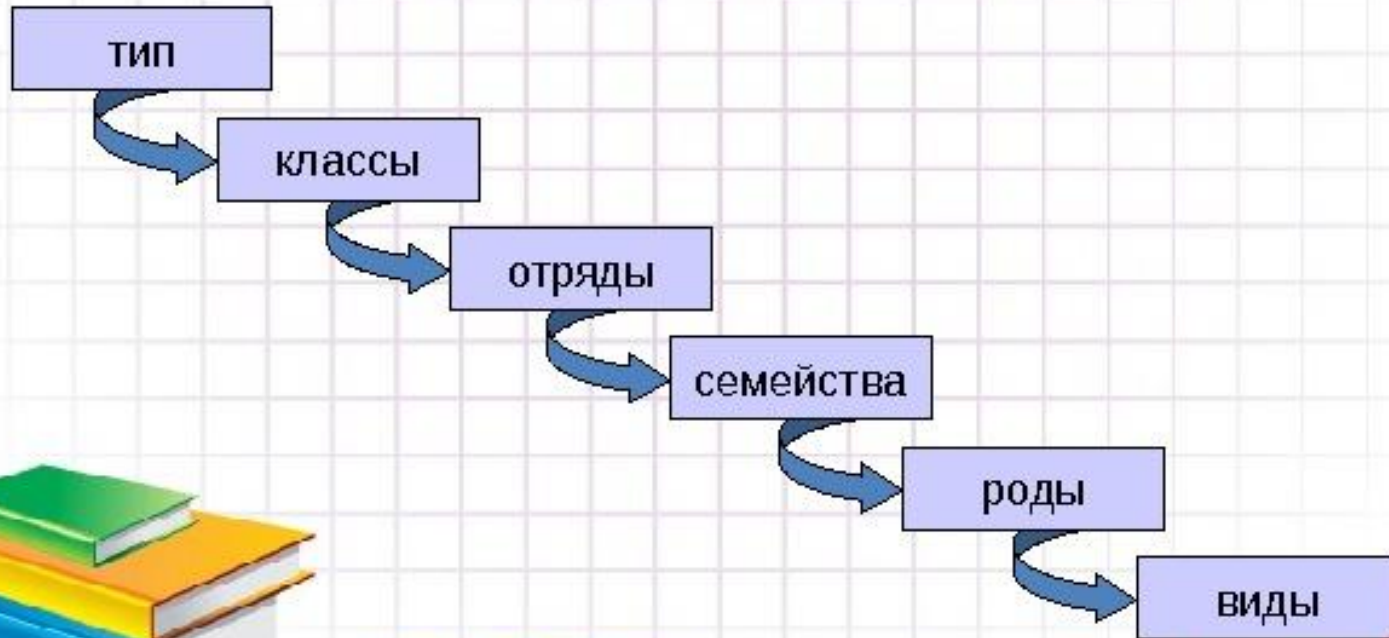 тип
классы
отряды
семейства
роды
виды